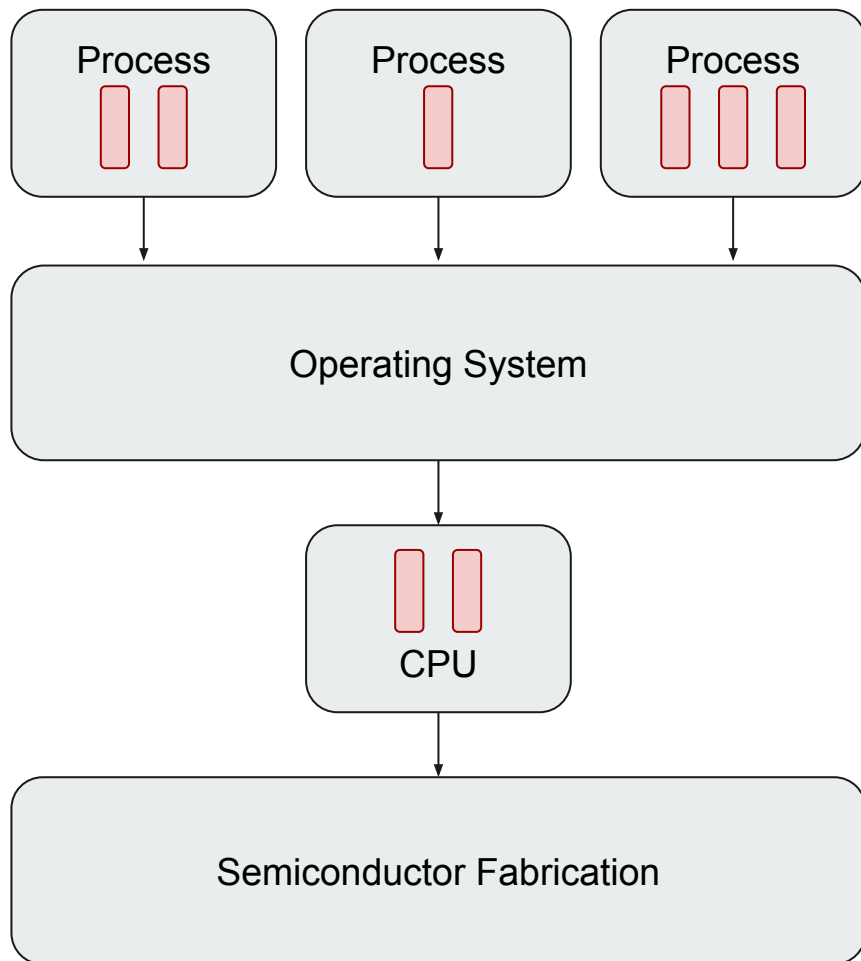 Process
Process
Process
Operating System
CPU
Semiconductor Fabrication